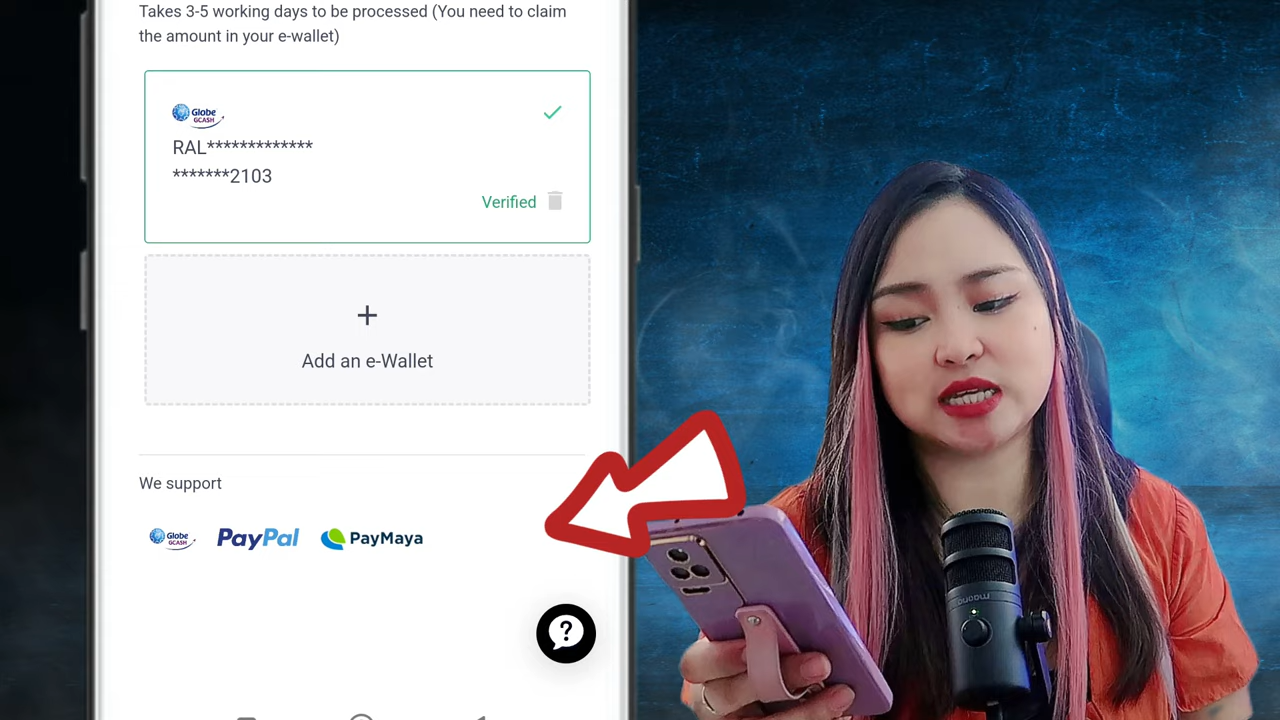 Takes 3-5 working days to be processed (You need to claim
the amount in your e-wallet)
Globe
GCASH
RAL*************
*******2103
Verified
+
Add an e-Wallet
We support
Globe GCASH PayPal PayMaya
?
maono